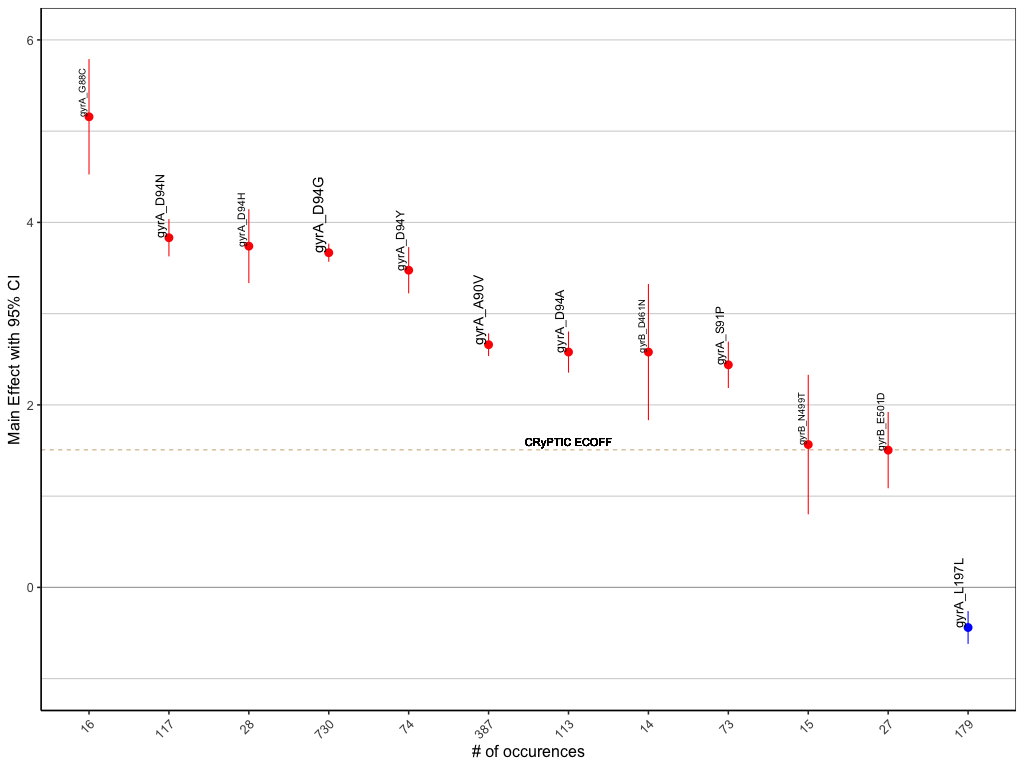 6
4
2
0
Main Effect with 95% CI
gyrA_G88C
gyrA_D94N
gyrA_D94H
gyrA_D94G
gyrA_D94Y
gyrA_A90V
gyrA_D94A
gyrB_D461N
gyrA_S91P
gyrB_N499T
gyrB_E501D
gyrA_L197L
CRyPTIC ECOFF
16
117
28
730
74
387
113
14
73
15
27
179
# of occurences